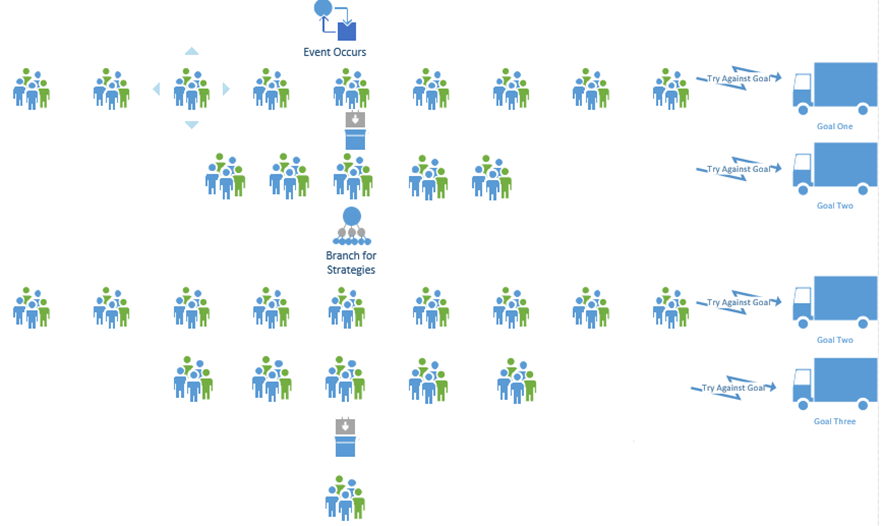 Event Occurs
Try Against Goal
Goal One
Try Against Goal
Goal Two
Branch for
Strategies
Try Against Goal
Goal Two
Try Against Goal
Goal Three